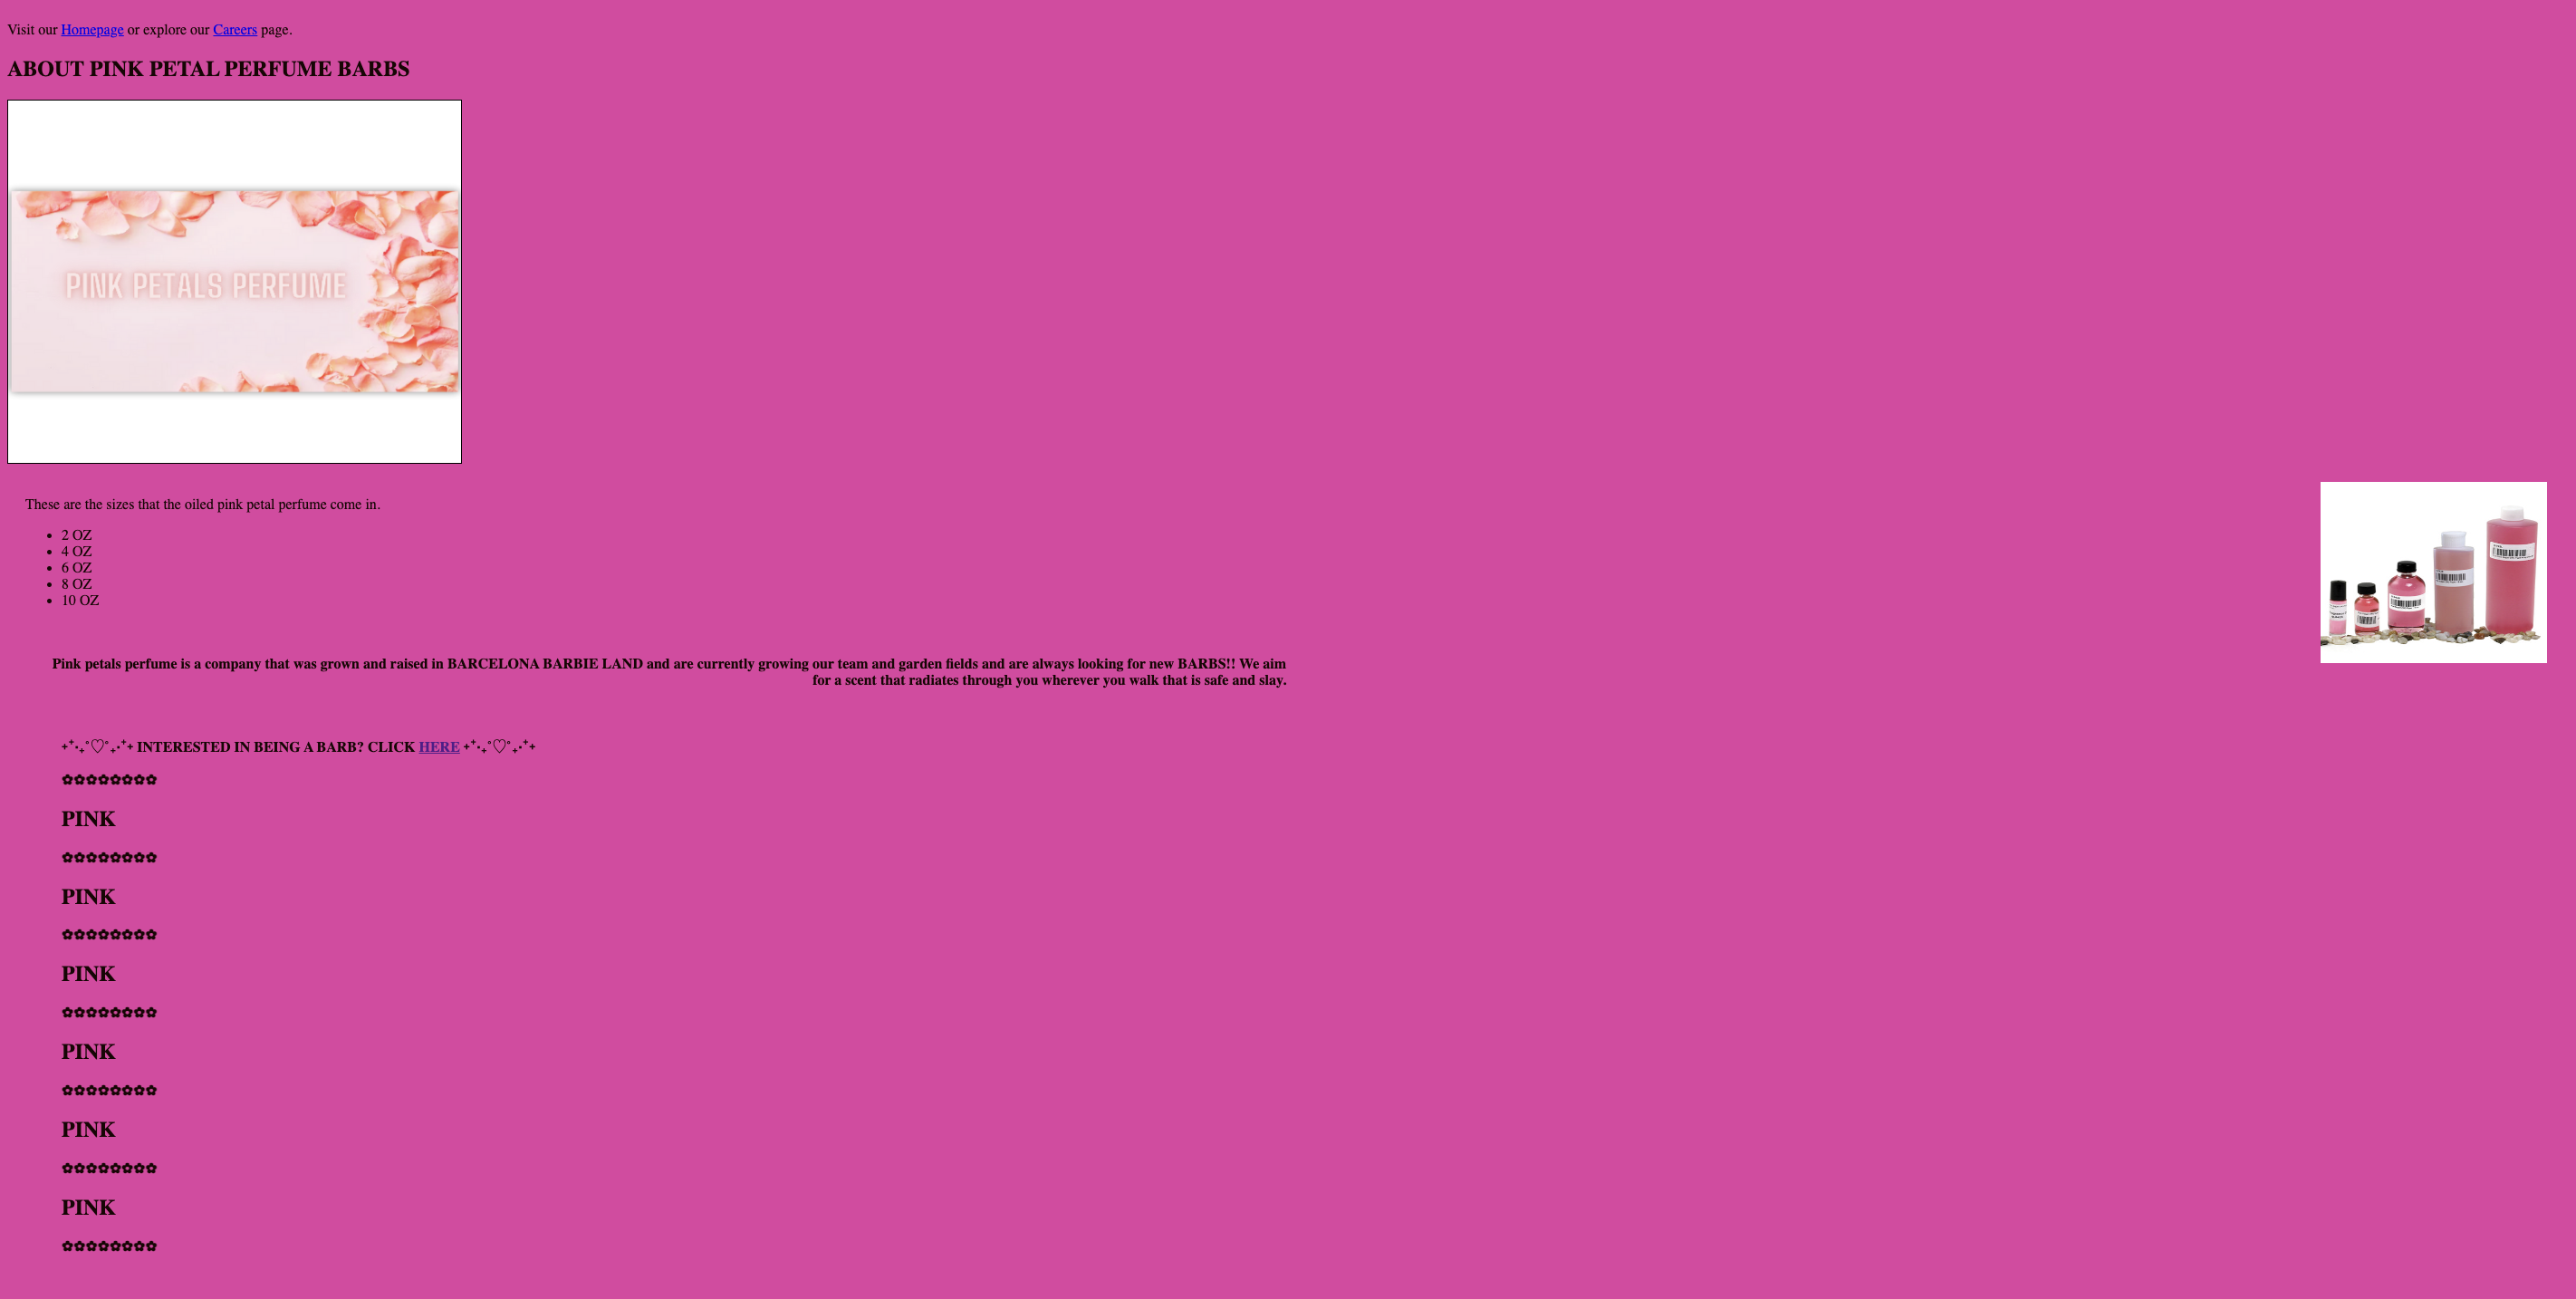 Visit our Homepage or explore our Careers page.
ABOUT PINK PETAL PERFUME BARBS
PINK PETALS PERFUME
These are the sizes that the oiled pink petal perfume come in.
• 2 OZ
• 4 OZ
• 6 OZ
• 8 OZ
• 10 OZ
Pink petals perfume is a company that was grown and raised in BARCELONA BARBIE LAND and are currently growing our team and garden fields and are always looking for new BARBS!! We aim
for a scent that radiates through you wherever you walk that is safe and slay.
˖⁺‧₊˚♡˚₊‧⁺˖ INTERESTED IN BEING A BARB? CLICK HERE ˖⁺‧₊˚♡˚₊‧⁺˖
✿✿✿✿✿✿✿✿
PINK
✿✿✿✿✿✿✿✿
PINK
✿✿✿✿✿✿✿✿
PINK
✿✿✿✿✿✿✿✿
PINK
✿✿✿✿✿✿✿✿
PINK
✿✿✿✿✿✿✿✿
PINK
✿✿✿✿✿✿✿✿